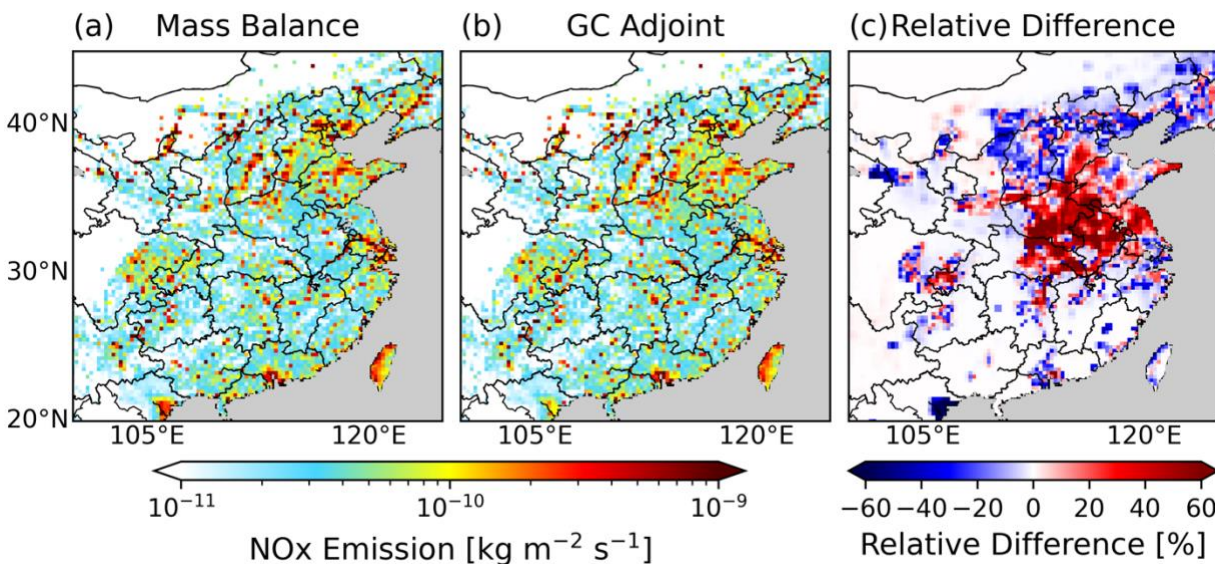 (a) Mass Balance
(b) GC Adjoint
(c) Relative Difference
40°N
30°N
20°N
105°E 120°E
105°E 120°E
105°E 120°E
10⁻¹¹ 10⁻¹⁰ 10⁻⁹
NOx Emission [kg m⁻² s⁻¹]
−60 −40 −20 0 20 40 60
Relative Difference [%]